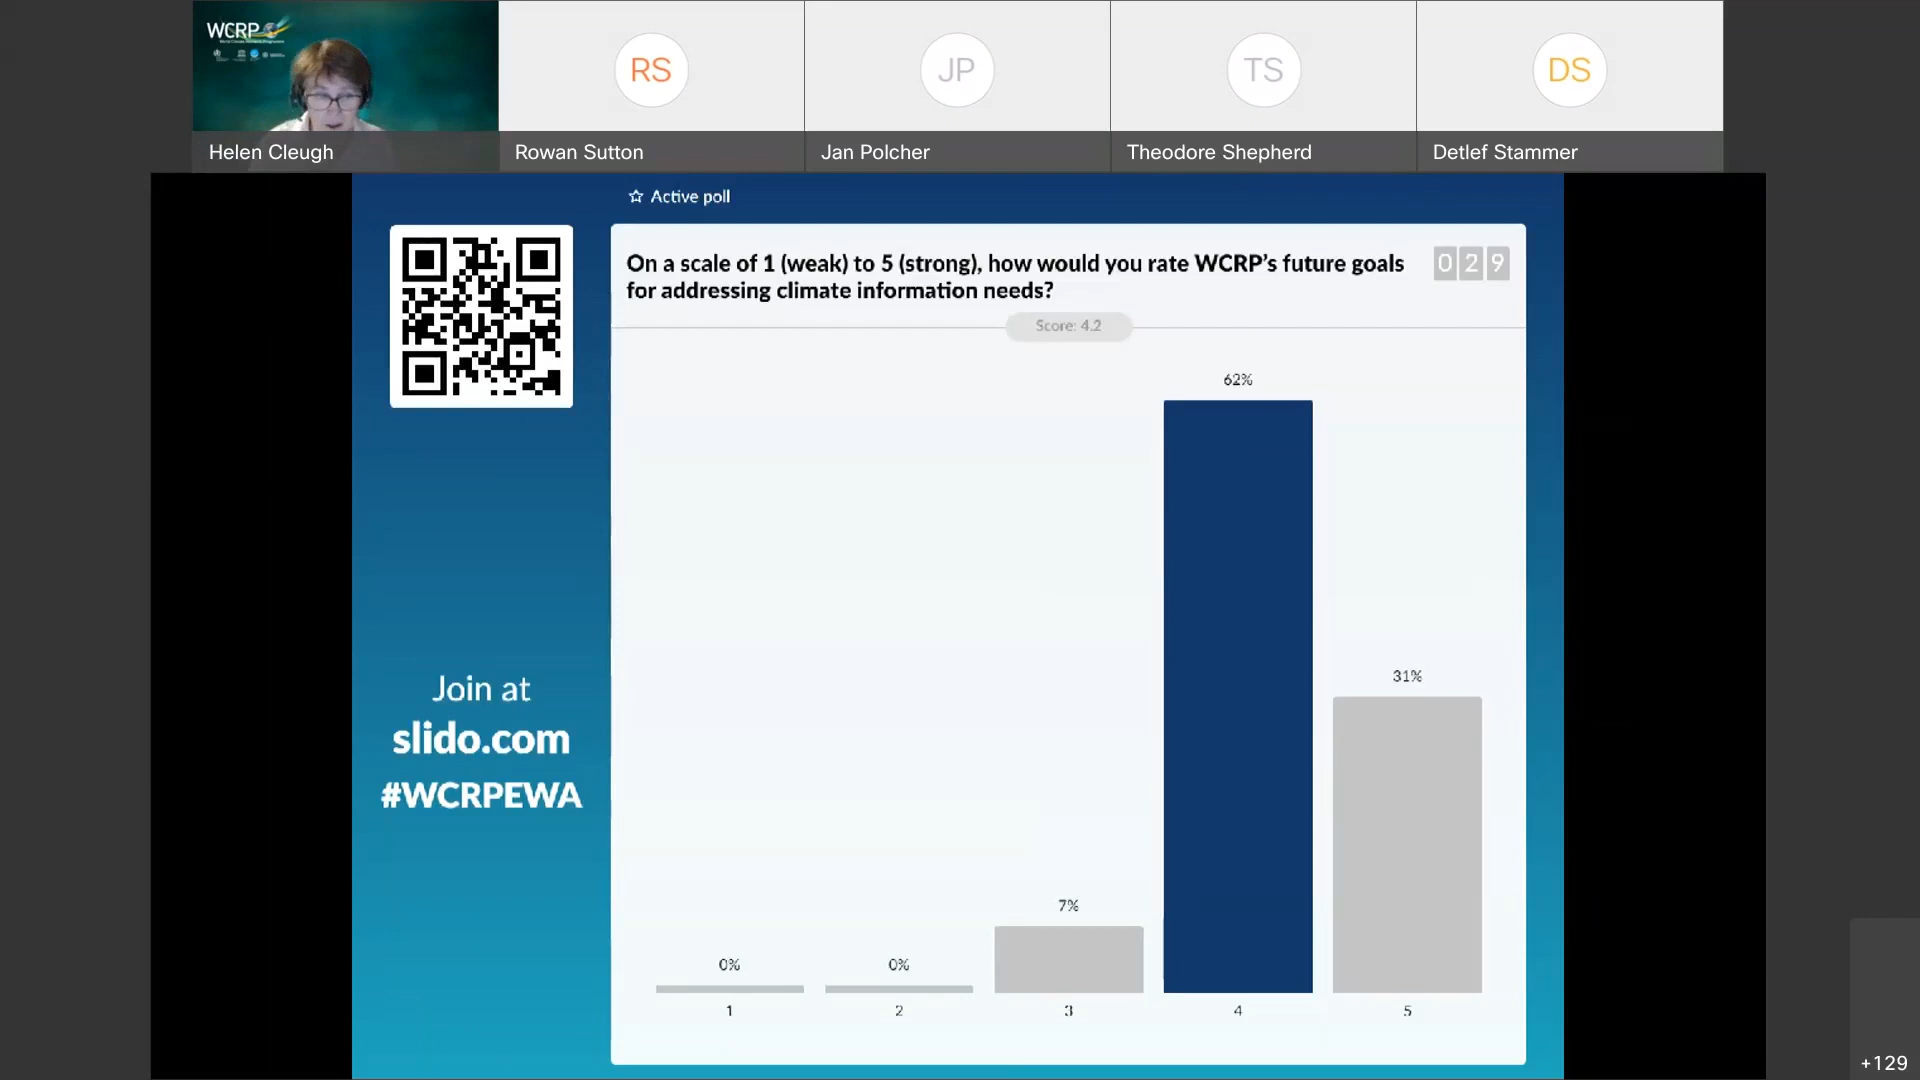 WCRP
RS
JP
TS
DS
Helen Cleugh
Rowan Sutton
Jan Polcher
Theodore Shepherd
Detlef Stammer
Active poll
On a scale of 1 (weak) to 5 (strong), how would you rate WCRP's future goals
for addressing climate information needs?
029
Score: 4.2
62%
31%
7%
0%
0%
1
2
3
4
5
Join at
slido.com
#WCRPEWA
+129